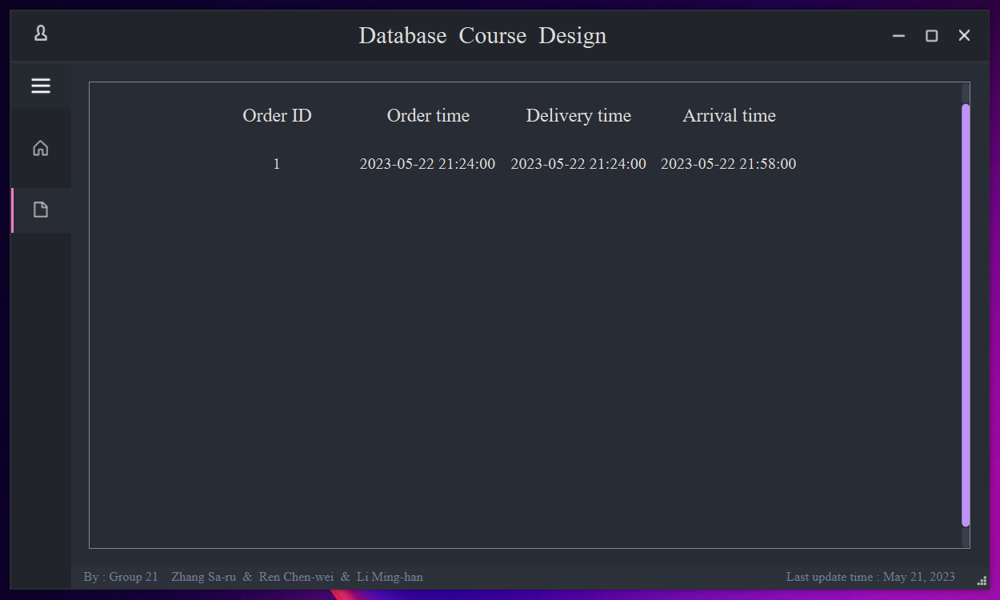 Database Course Design
Order ID Order time Delivery time Arrival time
1 2023-05-22 21:24:00 2023-05-22 21:24:00 2023-05-22 21:58:00
By : Group 21 Zhang Sa-ru & Ren Chen-wei & Li Ming-han Last update time : May 21, 2023